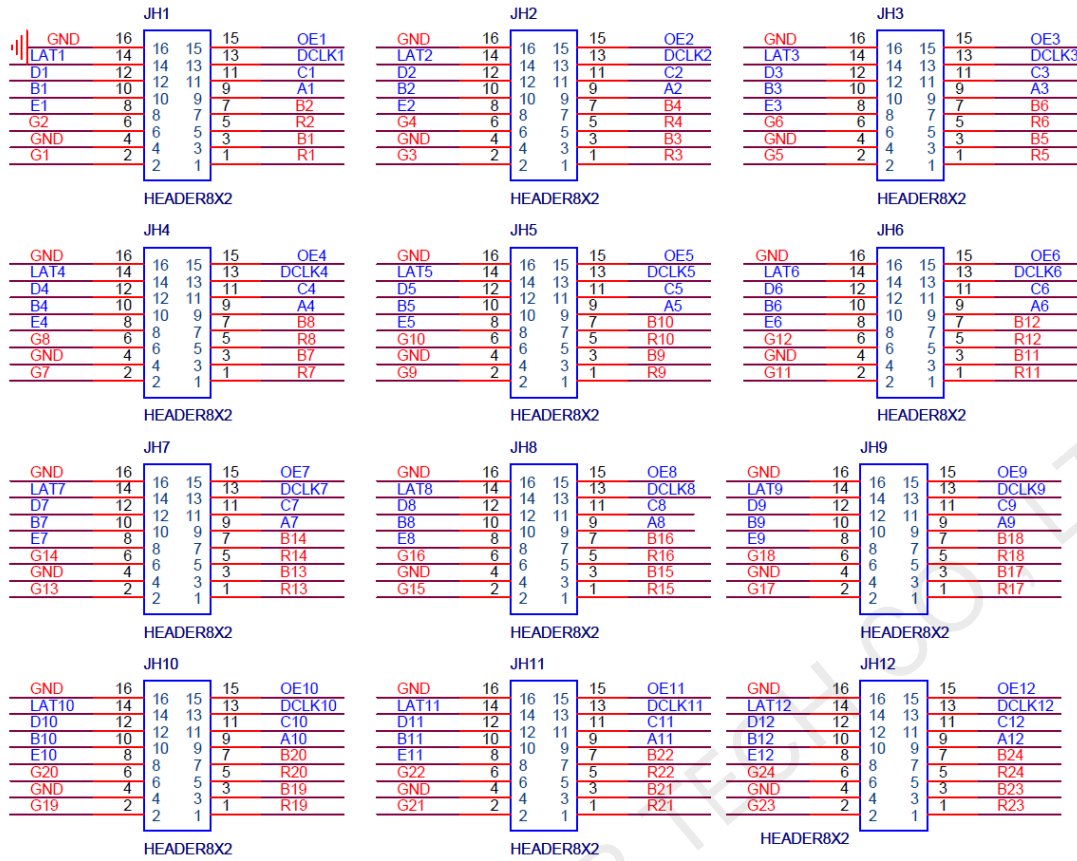 JH1 JH2 JH3
GND 16 16 15 15 OE1 GND 16 16 15 15 OE2 GND 16 16 15 15 OE3
LAT1 14 14 13 13 DCLK1 LAT2 14 14 13 13 DCLK2 LAT3 14 14 13 13 DCLK3
D1 12 12 11 11 C1 D2 12 12 11 11 C2 D3 12 12 11 11 C3
B1 10 10 9 9 A1 B2 10 10 9 9 A2 B3 10 10 9 9 A3
E1 8 8 7 7 B2 E2 8 8 7 7 B4 E3 8 8 7 7 B6
G2 6 6 5 5 R2 G4 6 6 5 5 R4 G6 6 6 5 5 R6
GND 4 4 3 3 B1 GND 4 4 3 3 B3 GND 4 4 3 3 B5
G1 2 2 1 1 R1 G3 2 2 1 1 R3 G5 2 2 1 1 R5
HEADER8X2 HEADER8X2 HEADER8X2
JH4 JH5 JH6
GND 16 16 15 15 OE4 GND 16 16 15 15 OE5 GND 16 16 15 15 OE6
LAT4 14 14 13 13 DCLK4 LAT5 14 14 13 13 DCLK5 LAT6 14 14 13 13 DCLK6
D4 12 12 11 11 C4 D5 12 12 11 11 C5 D6 12 12 11 11 C6
B4 10 10 9 9 A4 B5 10 10 9 9 A5 B6 10 10 9 9 A6
E4 8 8 7 7 B8 E5 8 8 7 7 B10 E6 8 8 7 7 B12
G8 6 6 5 5 R8 G10 6 6 5 5 R10 G12 6 6 5 5 R12
GND 4 4 3 3 B7 GND 4 4 3 3 B9 GND 4 4 3 3 B11
G7 2 2 1 1 R7 G9 2 2 1 1 R9 G11 2 2 1 1 R11
HEADER8X2 HEADER8X2 HEADER8X2
JH7 JH8 JH9
GND 16 16 15 15 OE7 GND 16 16 15 15 OE8 GND 16 16 15 15 OE9
LAT7 14 14 13 13 DCLK7 LAT8 14 14 13 13 DCLK8 LAT9 14 14 13 13 DCLK9
D7 12 12 11 11 C7 D8 12 12 11 11 C8 D9 12 12 11 11 C9
B7 10 10 9 9 A7 B8 10 10 9 9 A8 B9 10 10 9 9 A9
E7 8 8 7 7 B14 E8 8 8 7 7 B16 E9 8 8 7 7 B18
G14 6 6 5 5 R14 G16 6 6 5 5 R16 G18 6 6 5 5 R18
GND 4 4 3 3 B13 GND 4 4 3 3 B15 GND 4 4 3 3 B17
G13 2 2 1 1 R13 G15 2 2 1 1 R15 G17 2 2 1 1 R17
HEADER8X2 HEADER8X2 HEADER8X2
JH10 JH11 JH12
GND 16 16 15 15 OE10 GND 16 16 15 15 OE11 GND 16 16 15 15 OE12
LAT10 14 14 13 13 DCLK10 LAT11 14 14 13 13 DCLK11 LAT12 14 14 13 13 DCLK12
D10 12 12 11 11 C10 D11 12 12 11 11 C11 D12 12 12 11 11 C12
B10 10 10 9 9 A10 B11 10 10 9 9 A11 B12 10 10 9 9 A12
E10 8 8 7 7 B20 E11 8 8 7 7 B22 E12 8 8 7 7 B24
G20 6 6 5 5 R20 G22 6 6 5 5 R22 G24 6 6 5 5 R24
GND 4 4 3 3 B19 GND 4 4 3 3 B21 GND 4 4 3 3 B23
G19 2 2 1 1 R19 G21 2 2 1 1 R21 G23 2 2 1 1 R23
HEADER8X2 HEADER8X2 HEADER8X2
TECH CO.,